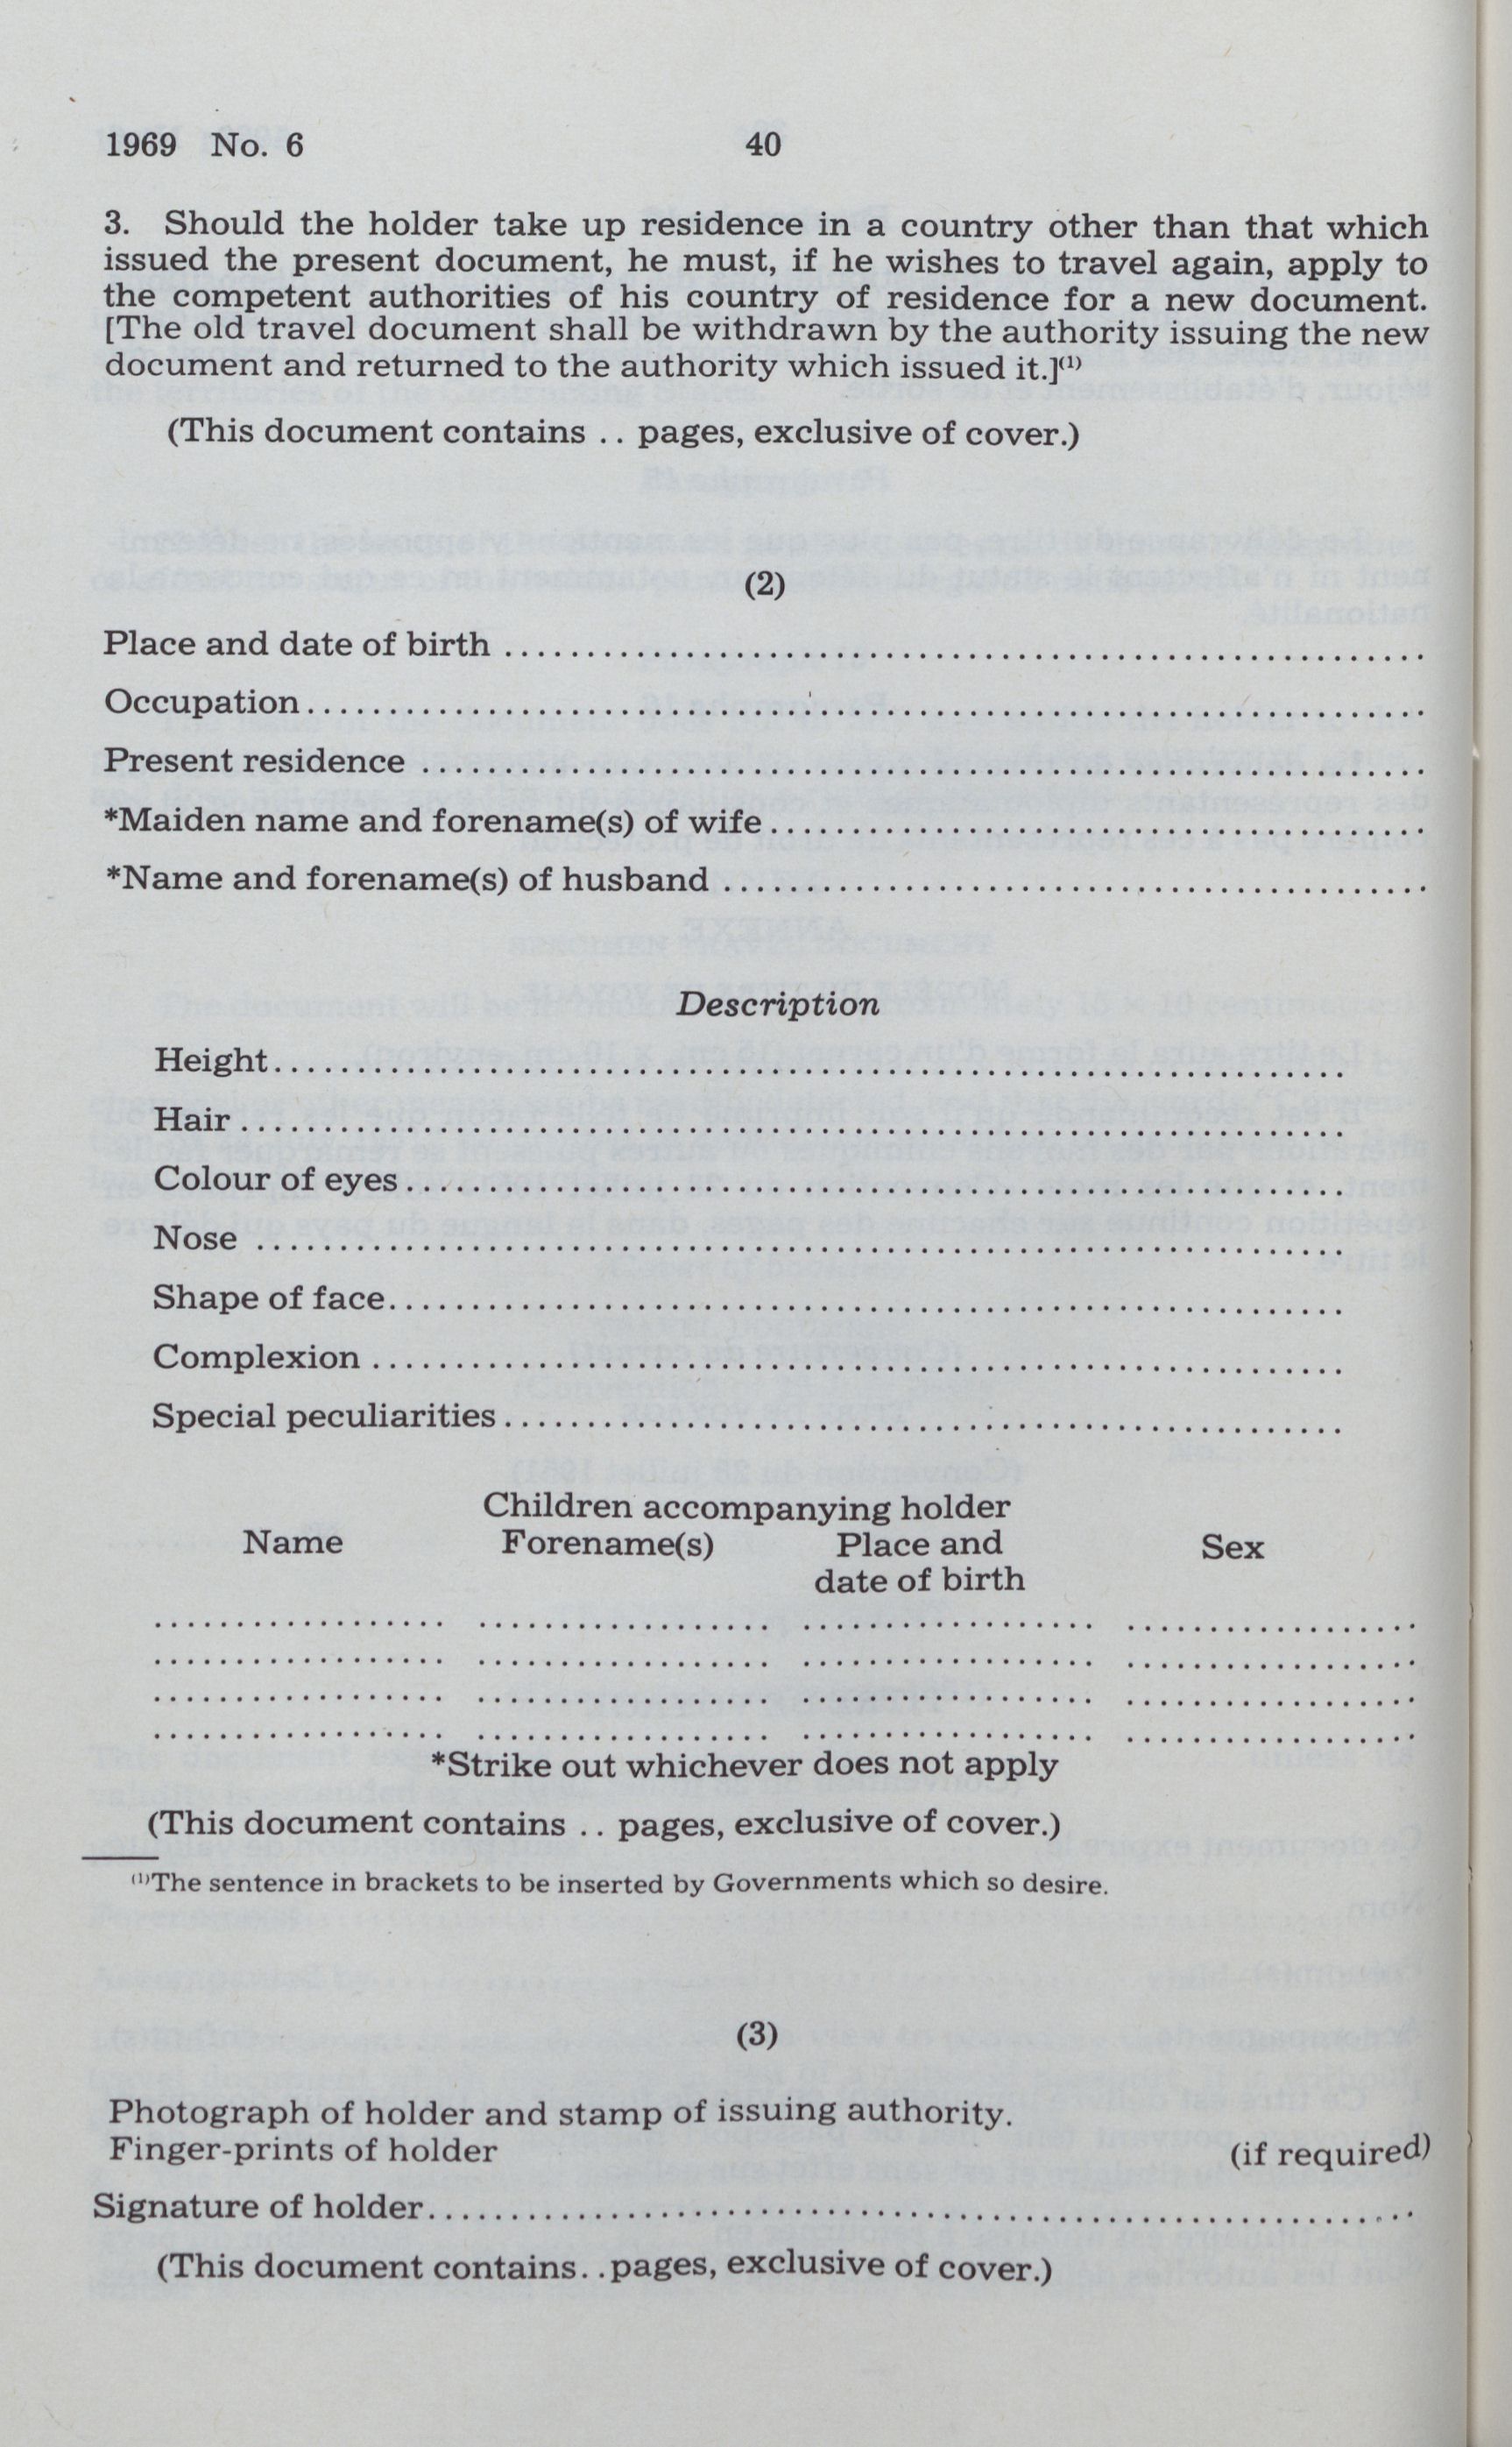 1969 No. 6 40
3. Should the holder take up residence in a country other than that which
issued the present document, he must, if he wishes to travel again, apply to
the competent authorities of his country of residence for a new document.
[The old travel document shall be withdrawn by the authority issuing the new
document and returned to the authority which issued it.](1)
(This document contains .. pages, exclusive of cover.)
(2)
Place and date of birth ........................................................
Occupation....................................................................
Present residence .............................................................
*Maiden name and forename(s) of wife........................................
*Name and forename(s) of husband ...........................................
Description
Height.................................................................
Hair...................................................................
Colour of eyes.........................................................
Nose ..................................................................
Shape of face..........................................................
Complexion ...........................................................
Special peculiarities...................................................
Children accompanying holder
Name Forename(s) Place and Sex
date of birth
.................. .................. .................. ..................
.................. .................. .................. ..................
.................. .................. .................. ..................
.................. .................. .................. ..................
*Strike out whichever does not apply
(This document contains .. pages, exclusive of cover.)
(1)The sentence in brackets to be inserted by Governments which so desire.
(3)
Photograph of holder and stamp of issuing authority.
Finger-prints of holder (if required)
Signature of holder............................................................
(This document contains..pages, exclusive of cover.)